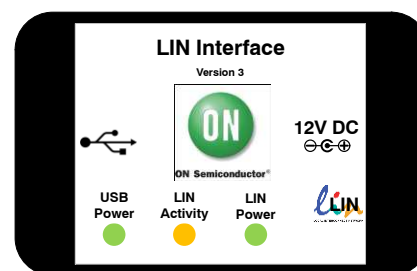 LIN Interface
Version 3
ON
ON Semiconductor®
12V DC
USB Power
LIN Activity
LIN Power
LIN